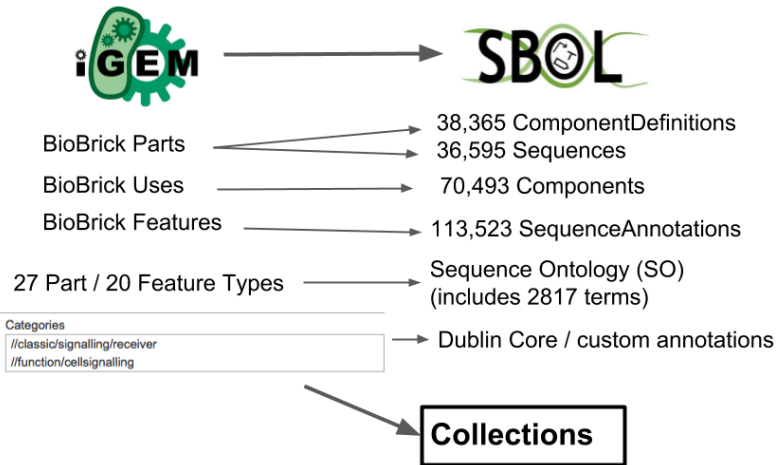 iGEM
SBOL
BioBrick Parts
38,365 ComponentDefinitions
36,595 Sequences
BioBrick Uses
70,493 Components
BioBrick Features
113,523 SequenceAnnotations
27 Part / 20 Feature Types
Sequence Ontology (SO)
(includes 2817 terms)
Categories
//classic/signalling/receiver
//function/cellsignalling
Dublin Core / custom annotations
Collections